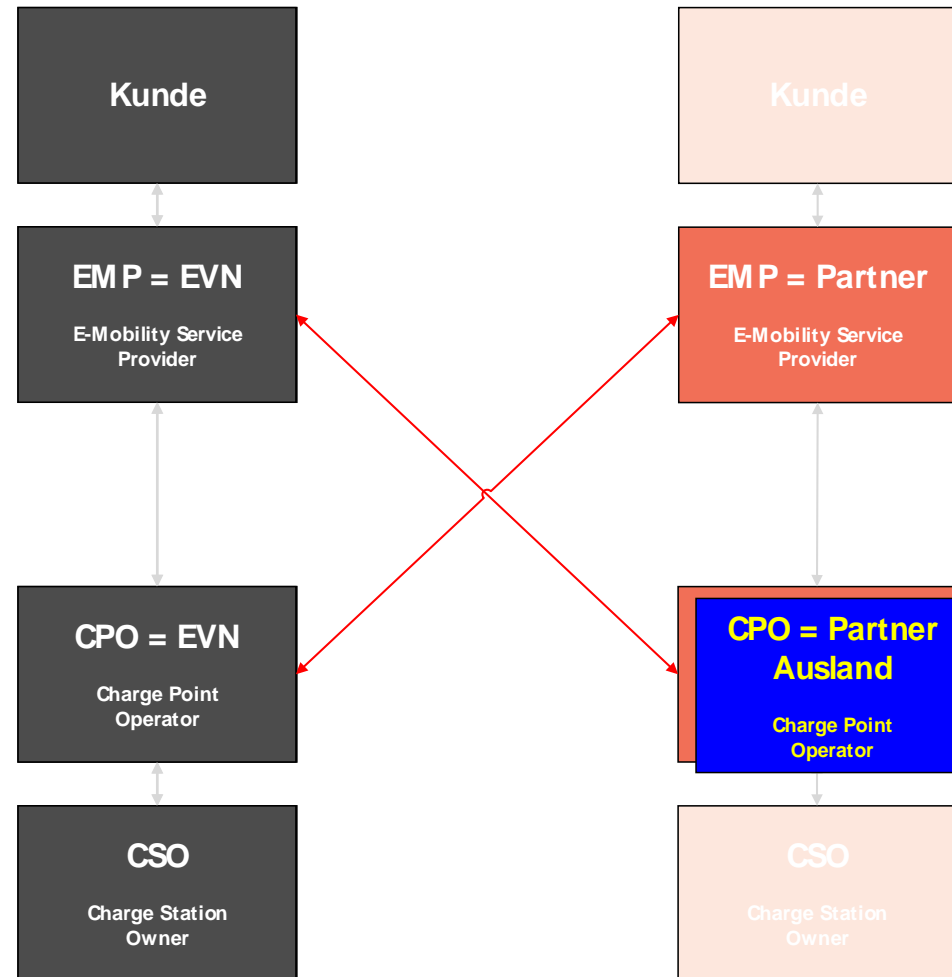 Kunde
Kunde
EMP = EVN
E-Mobility Service
Provider
EMP = Partner
E-Mobility Service
Provider
CPO = EVN
Charge Point
Operator
CPO = Partner
Ausland
Charge Point
Operator
CSO
Charge Station
Owner
CSO
Charge Station
Owner